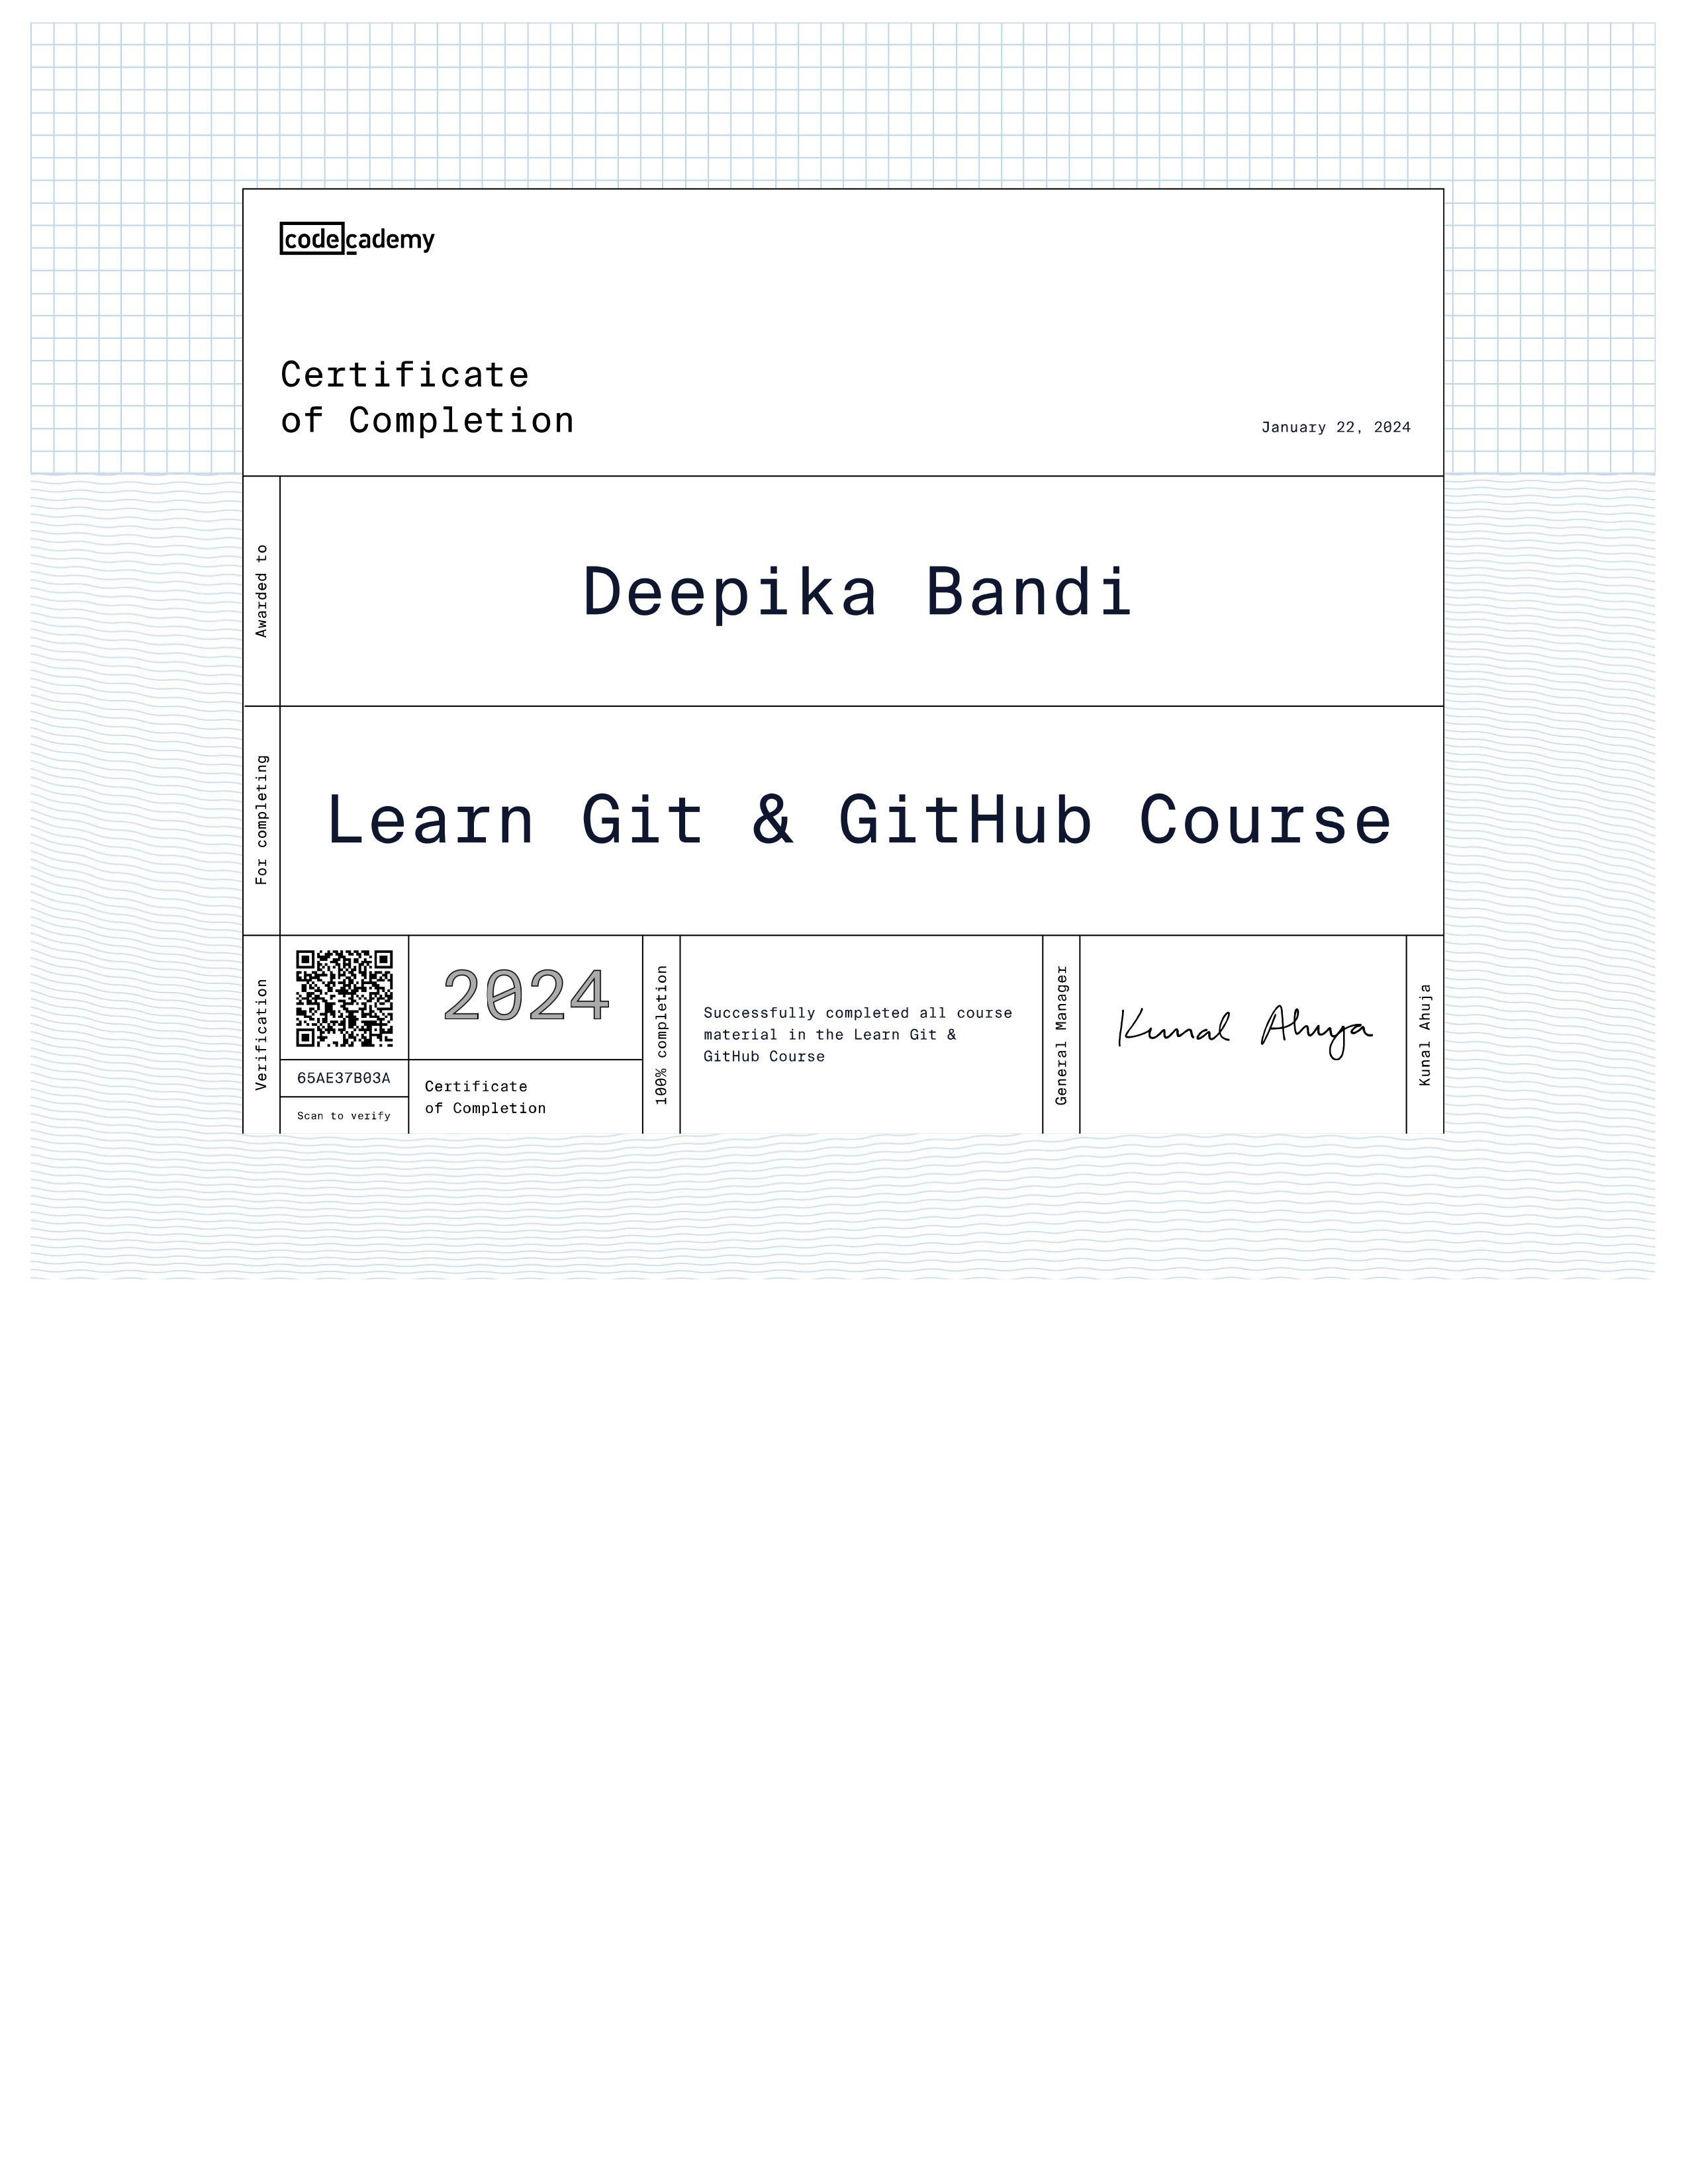 codecademy
Certificate
of Completion
January 22, 2024
Awarded to
Deepika Bandi
For completing
Learn Git & GitHub Course
Verification
65AE37B03A
Scan to verify
2024
Certificate
of Completion
100% completion
Successfully completed all course
material in the Learn Git &
GitHub Course
General Manager
Kunal Ahuja
Kunal Ahuja